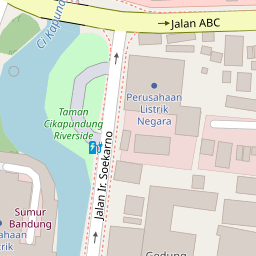 Ci Kapundung
Jalan ABC
Perusahaan
Listrik
Negara
Taman
Cikapundung
Riverside
Jalan Ir. Soekarno
Sumur
Bandung
Gedung